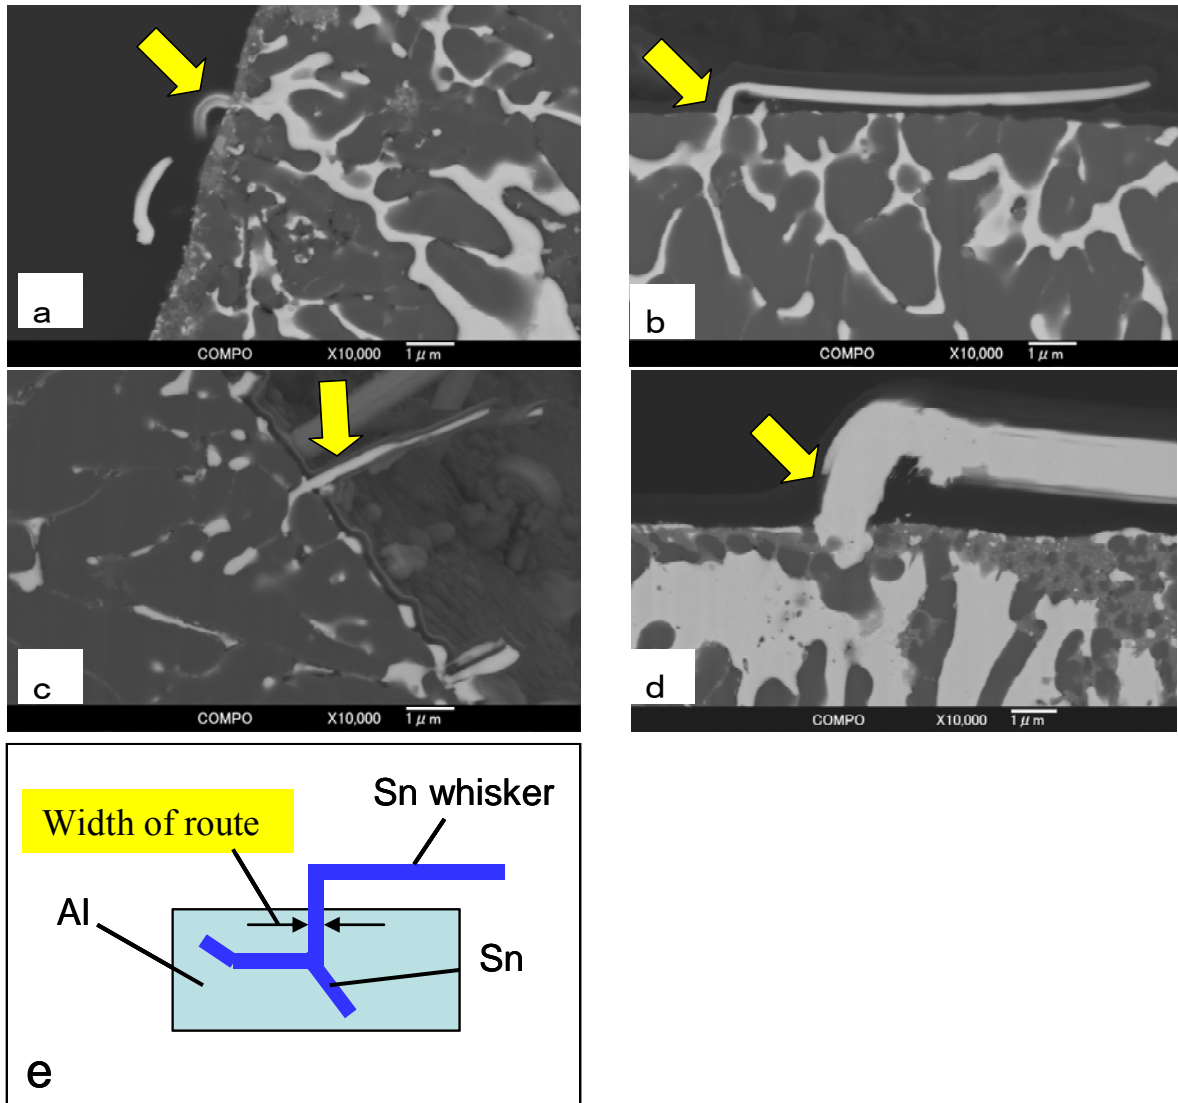 a
COMPO X10,000 1 μm
b
COMPO X10,000 1 μm
c
COMPO X10,000 1 μm
d
COMPO X10,000 1 μm
Sn whisker
Width of route
Al
Sn
e